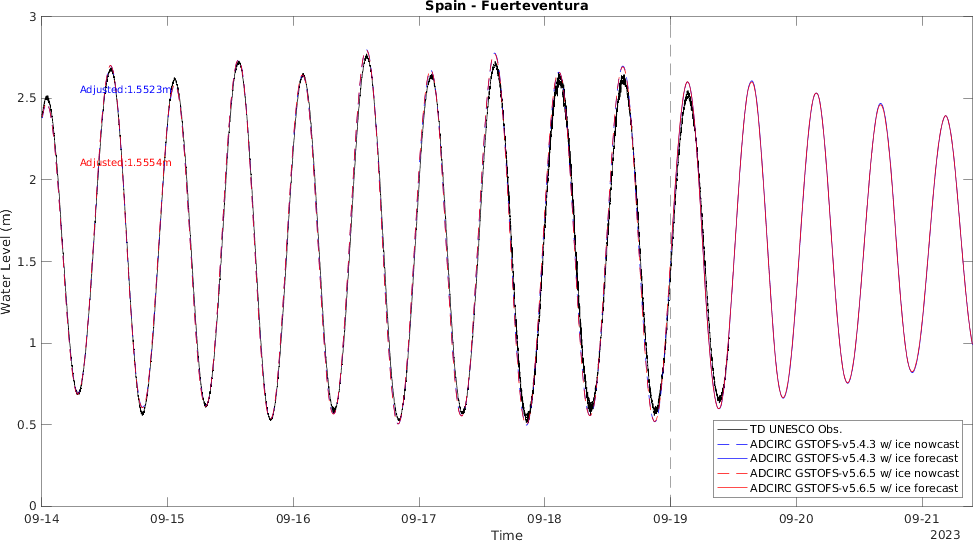 Spain - Fuerteventura
3
2.5
2
1.5
1
0.5
0
Water Level (m)
Adjusted:1.5523m
Adjusted:1.5554m
TD UNESCO Obs.
ADCIRC GSTOFS-v5.4.3 w/ ice nowcast
ADCIRC GSTOFS-v5.4.3 w/ ice forecast
ADCIRC GSTOFS-v5.6.5 w/ ice nowcast
ADCIRC GSTOFS-v5.6.5 w/ ice forecast
09-14 09-15 09-16 09-17 09-18 09-19 09-20 09-21
Time
2023